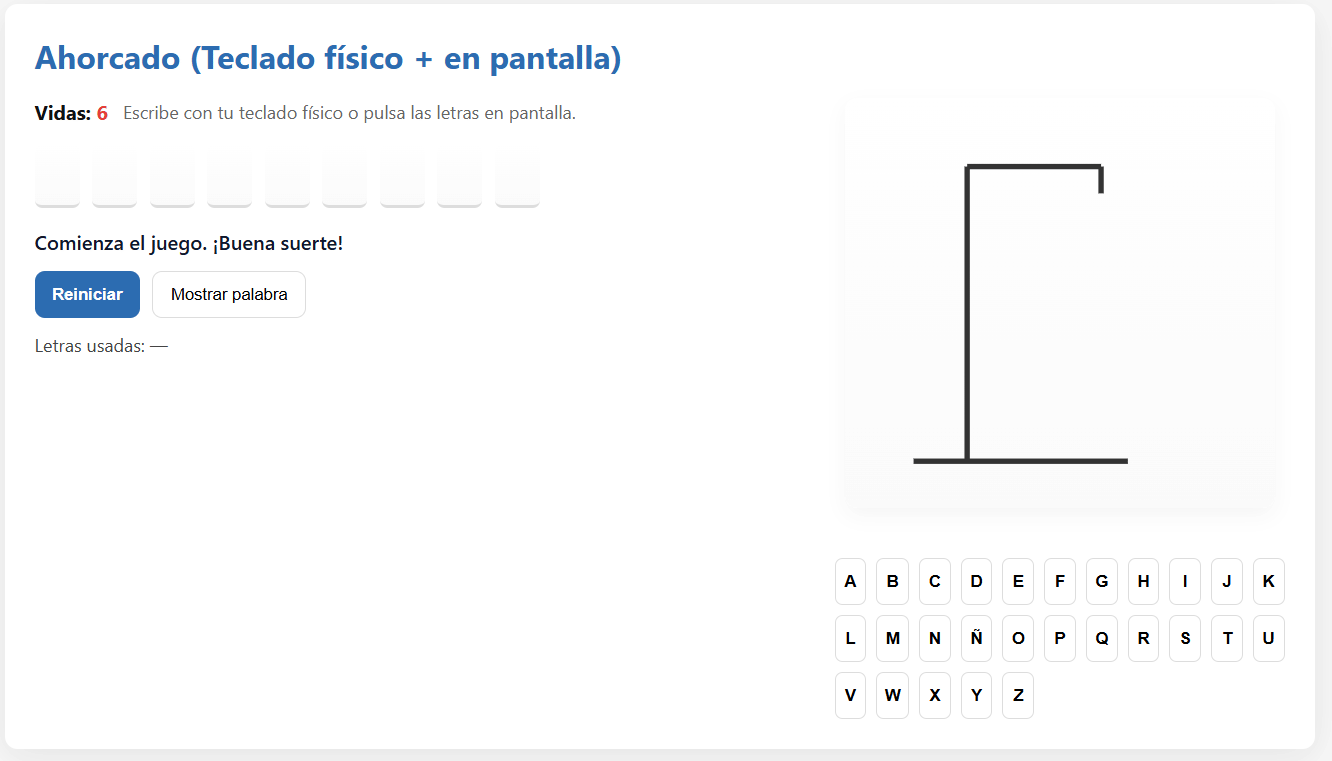 Ahorcado (Teclado físico + en pantalla)
Vidas: 6 Escribe con tu teclado físico o pulsa las letras en pantalla.
Comienza el juego. ¡Buena suerte!
Reiniciar Mostrar palabra
Letras usadas: —
A B C D E F G H I J K
L M N Ñ O P Q R S T U
V W X Y Z